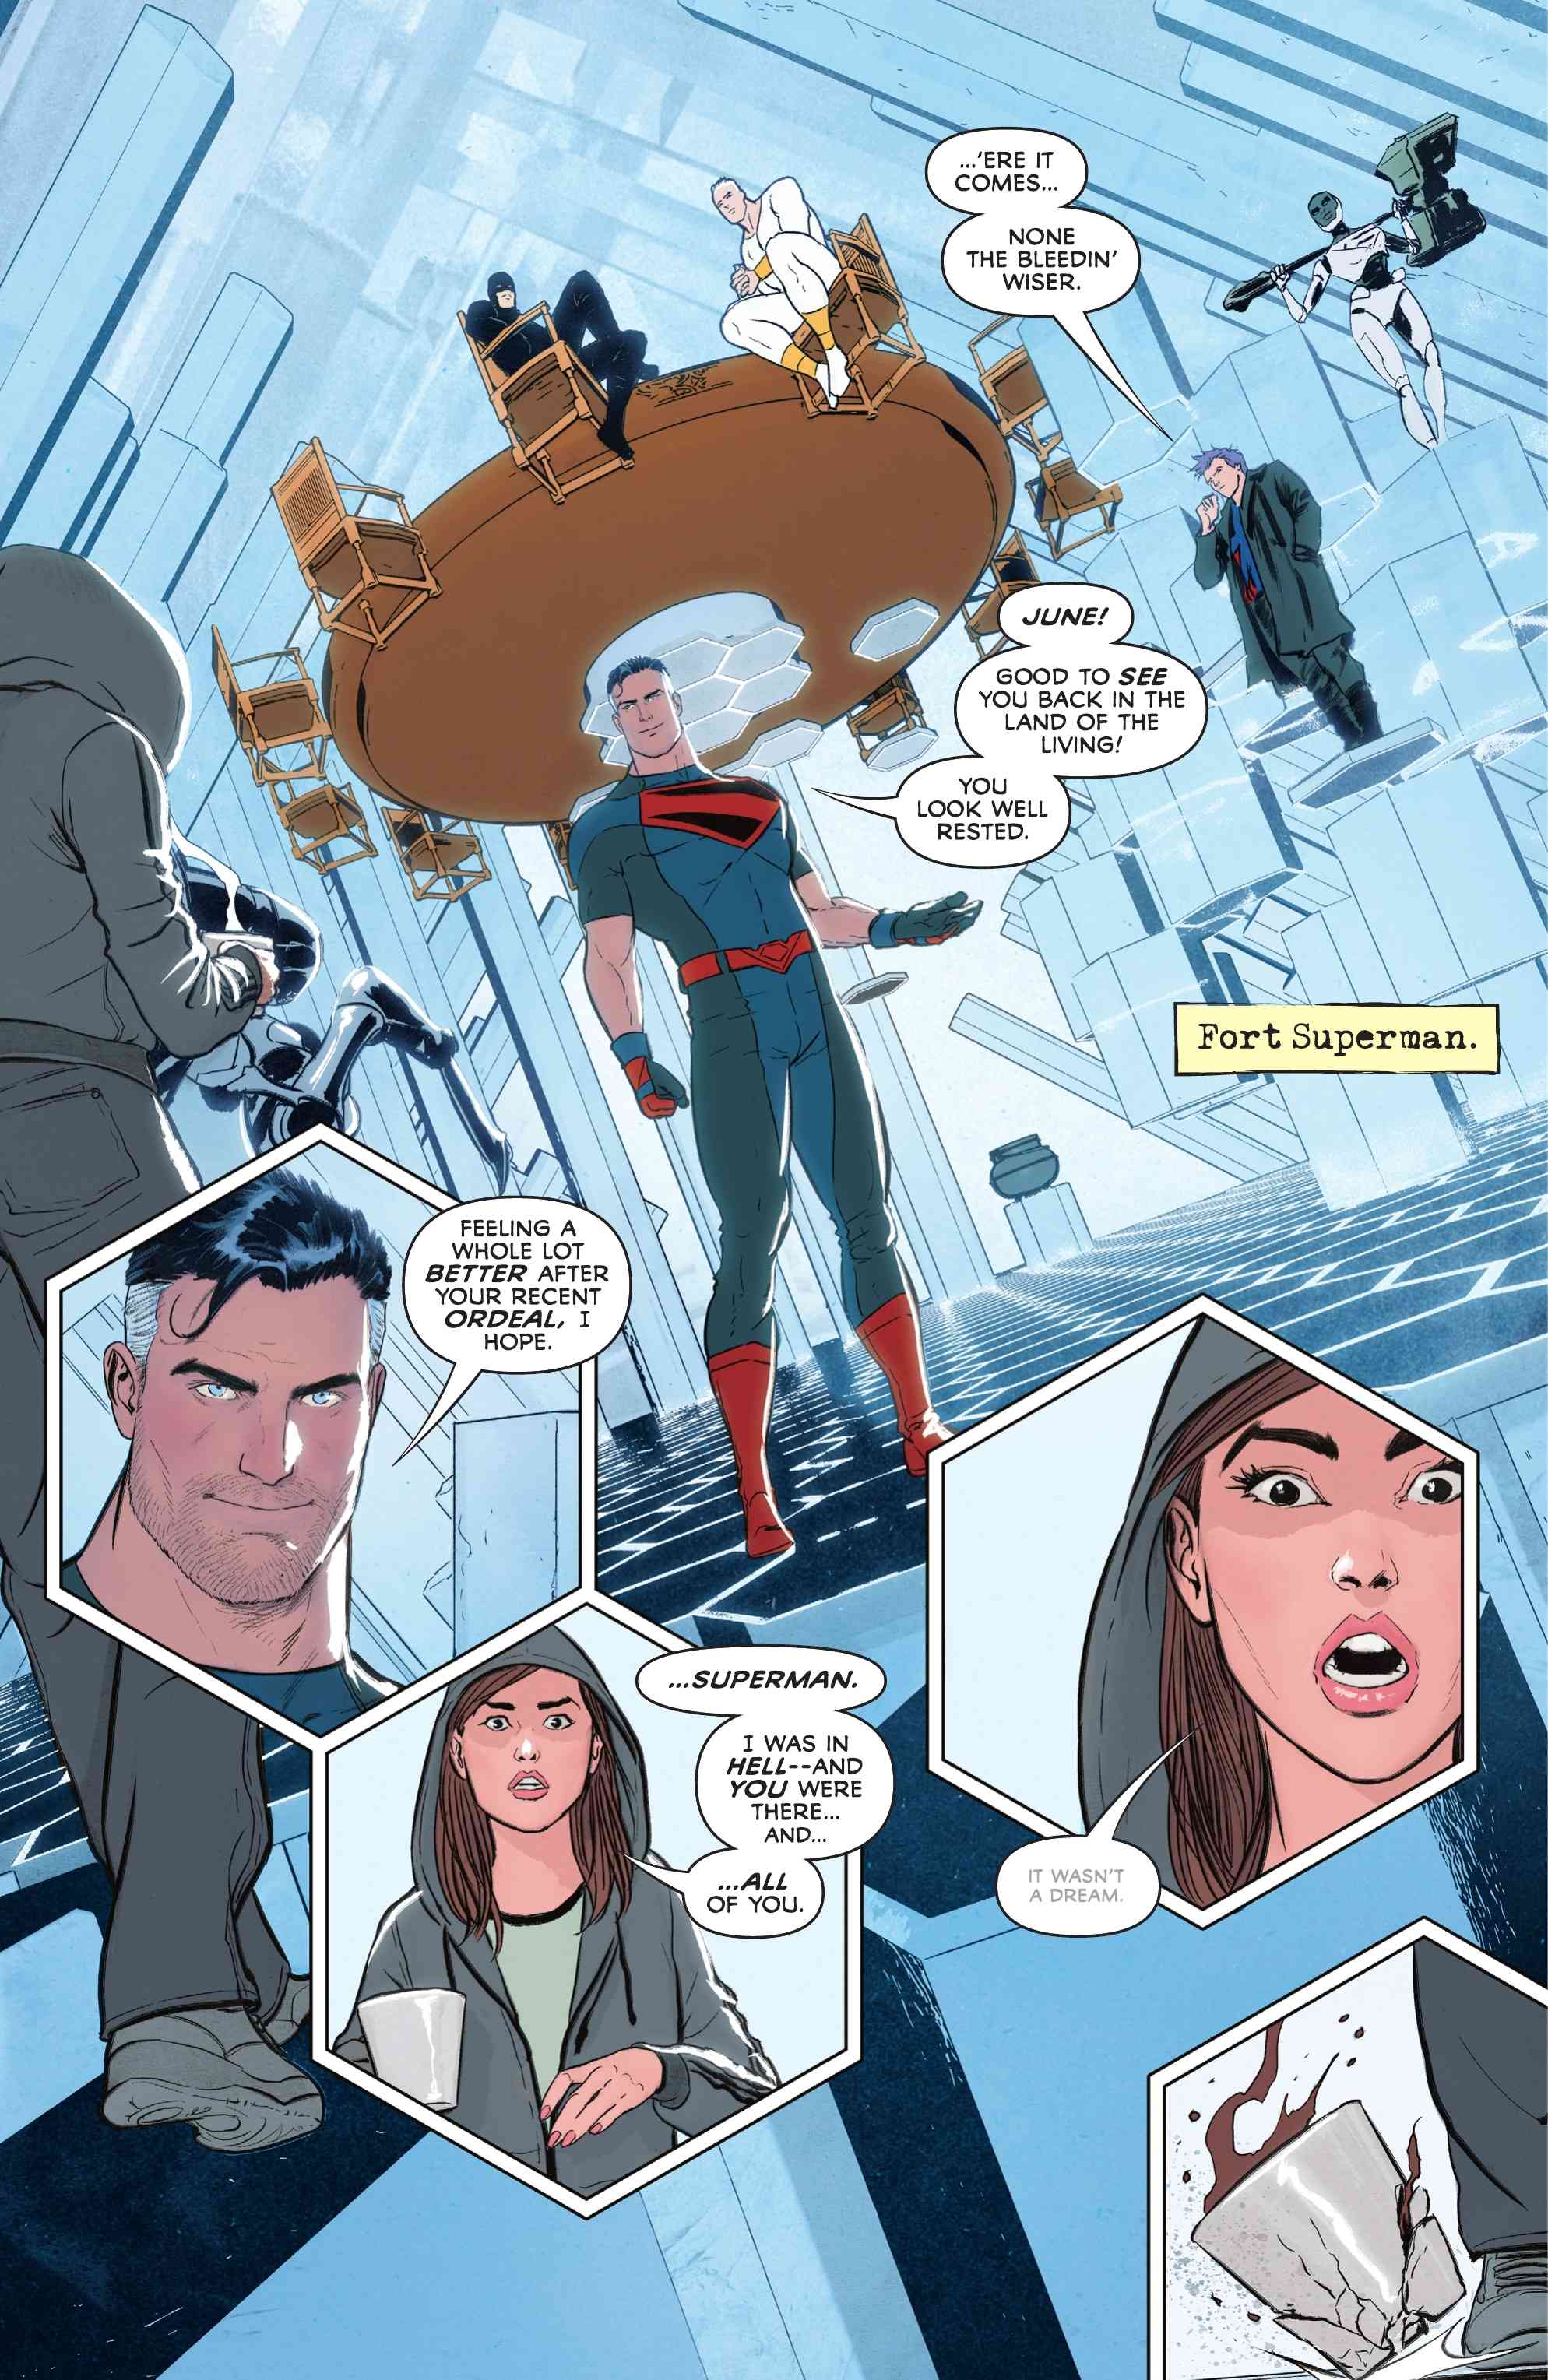 ...'ERE IT
COMES...
NONE
THE BLEEDIN'
WISER.
JUNE!
GOOD TO SEE
YOU BACK IN THE
LAND OF THE
LIVING!
YOU
LOOK WELL
RESTED.
Fort Superman.
FEELING A
WHOLE LOT
BETTER AFTER
YOUR RECENT
ORDEAL, I
HOPE.
...SUPERMAN.
I WAS IN
HELL--AND
YOU WERE
THERE...
AND...
...ALL
OF YOU.
IT WASN'T
A DREAM.